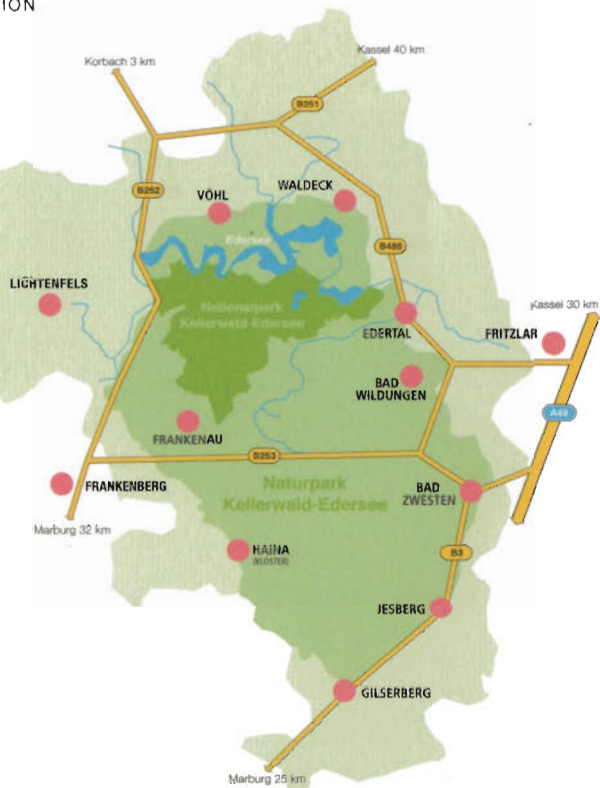 ION
Kassel 40 km
Korbach 3 km
B251
B252
WALDECK
VÖHL
Edersee
B485
LICHTENFELS
Nationalpark
Kellerwald-Edersee
Kassel 30 km
EDERTAL
FRITZLAR
BAD
WILDUNGEN
A49
FRANKENAU
B253
FRANKENBERG
Naturpark
Kellerwald-Edersee
BAD
ZWESTEN
Marburg 32 km
HAINA
(KLOSTER)
B3
JESBERG
GILSERBERG
Marburg 25 km